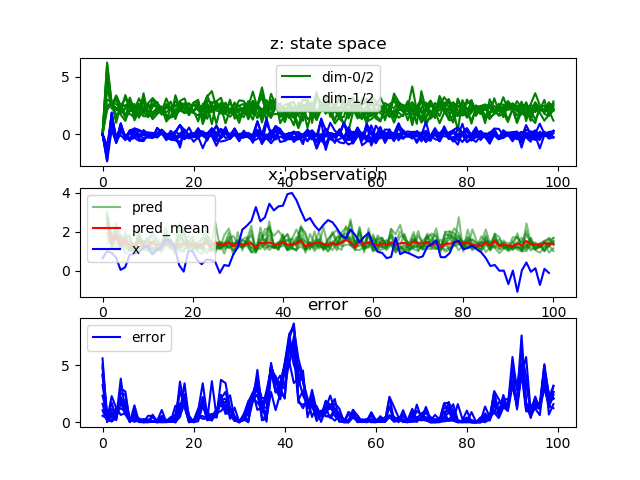 z: state space
5
0
dim-0/2
dim-1/2
0 20 40 60 80 100
x: observation
4
2
0
pred
pred_mean
x
0 20 40 60 80 100
error
5
0
error
0 20 40 60 80 100